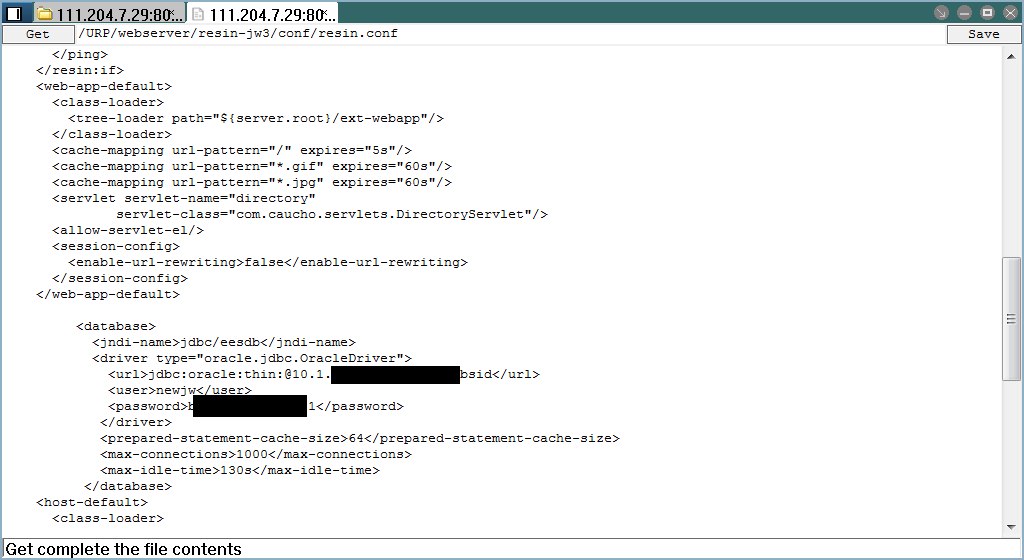 111.204.7.29:80:...
111.204.7.29:80:...
Get
/URP/webserver/resin-jw3/conf/resin.conf
Save
</ping>
</resin:if>
<web-app-default>
<class-loader>
<tree-loader path="${server.root}/ext-webapp"/>
</class-loader>
<cache-mapping url-pattern="/" expires="5s"/>
<cache-mapping url-pattern="*.gif" expires="60s"/>
<cache-mapping url-pattern="*.jpg" expires="60s"/>
<servlet servlet-name="directory"
servlet-class="com.caucho.servlets.DirectoryServlet"/>
<allow-servlet-el/>
<session-config>
<enable-url-rewriting>false</enable-url-rewriting>
</session-config>
</web-app-default>
<database>
<jndi-name>jdbc/eesdb</jndi-name>
<driver type="oracle.jdbc.OracleDriver">
<url>jdbc:oracle:thin:@10.1. bsid</url>
<user>newjw</user>
<password>b 1</password>
</driver>
<prepared-statement-cache-size>64</prepared-statement-cache-size>
<max-connections>1000</max-connections>
<max-idle-time>130s</max-idle-time>
</database>
<host-default>
<class-loader>
Get complete the file contents